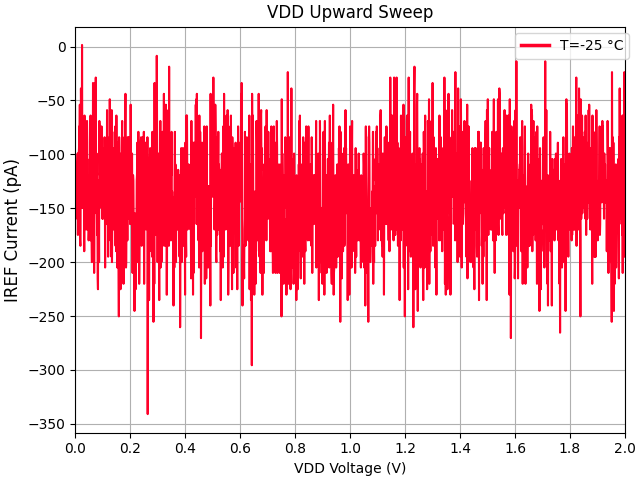 VDD Upward Sweep
T=-25 °C
IREF Current (pA)
0
−50
−100
−150
−200
−250
−300
−350
0.0 0.2 0.4 0.6 0.8 1.0 1.2 1.4 1.6 1.8 2.0
VDD Voltage (V)